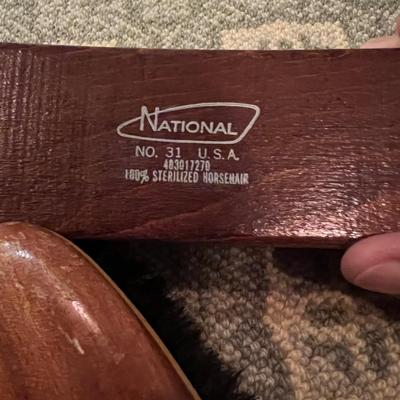 NATIONAL
NO. 31 U.S.A.
483017270
100% STERILIZED HORSEHAIR